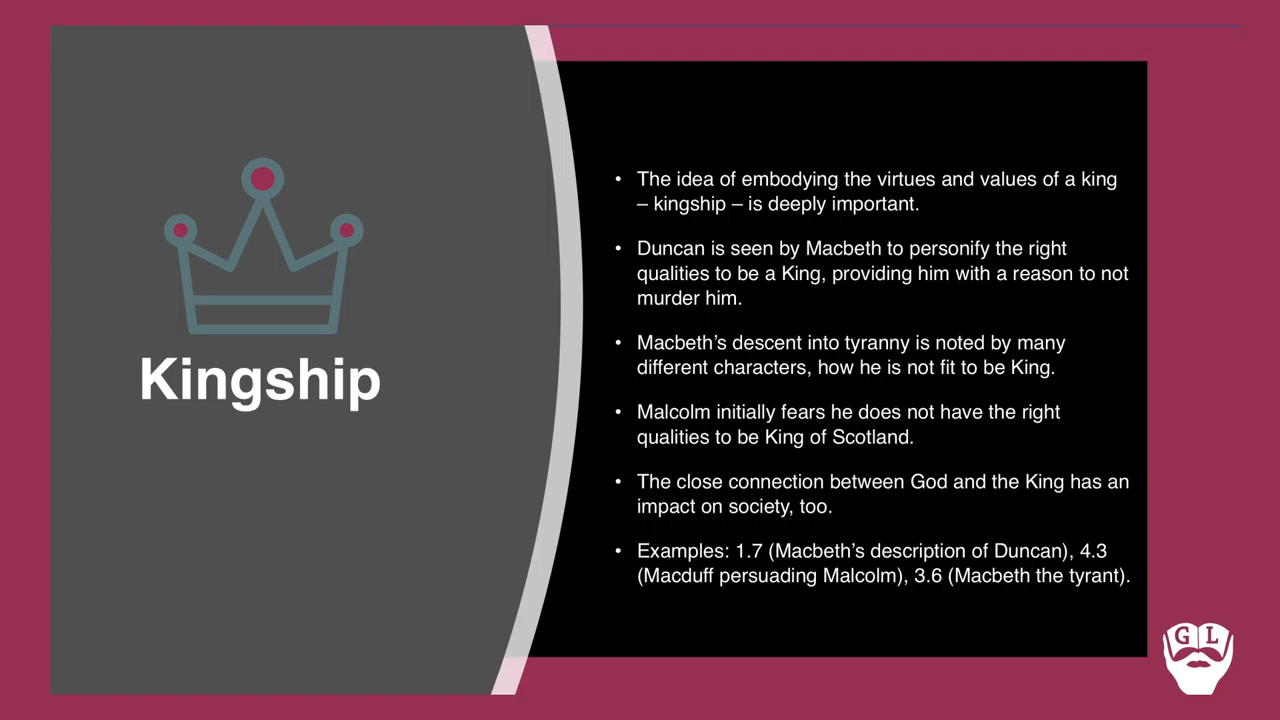 Kingship
• The idea of embodying the virtues and values of a king
– kingship – is deeply important.
• Duncan is seen by Macbeth to personify the right
qualities to be a King, providing him with a reason to not
murder him.
• Macbeth’s descent into tyranny is noted by many
different characters, how he is not fit to be King.
• Malcolm initially fears he does not have the right
qualities to be King of Scotland.
• The close connection between God and the King has an
impact on society, too.
• Examples: 1.7 (Macbeth’s description of Duncan), 4.3
(Macduff persuading Malcolm), 3.6 (Macbeth the tyrant).
G L